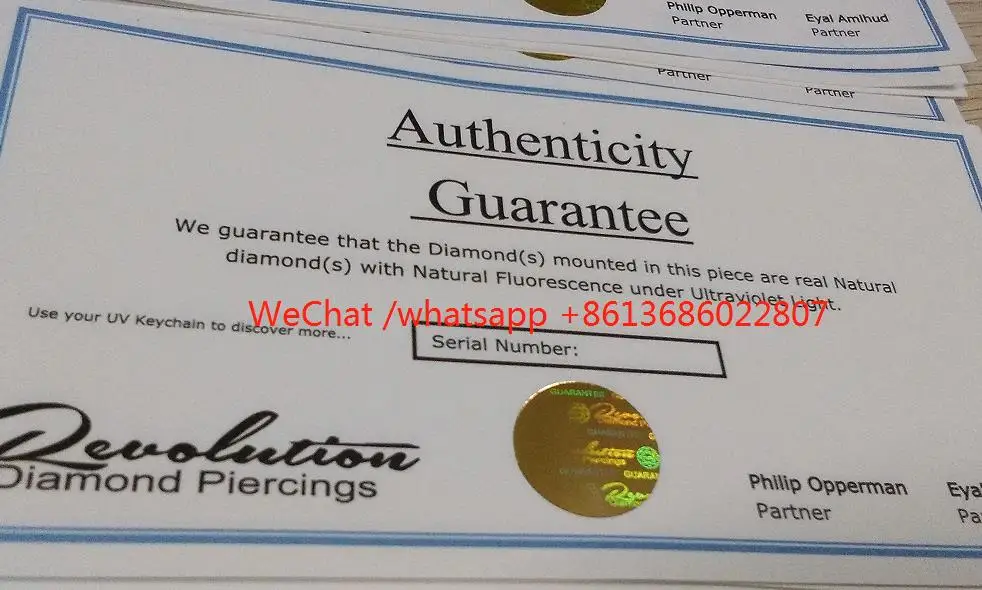 Philip Opperman
Partner
Eyal Amihud
Partner
Partner
Partner
Authenticity
Guarantee
We guarantee that the Diamond(s) mounted in this piece are real Natural
diamond(s) with Natural Fluorescence under Ultraviolet Light.
WeChat /whatsapp +8613686022807
Use your UV Keychain to discover more...
Serial Number:
GUARANTEE
Revolution
Diamond Piercings
Philip Opperman
Partner
Eya
Pa